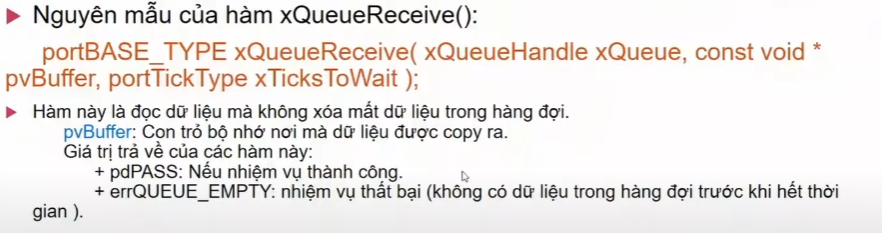 Nguyên mẫu của hàm xQueueReceive():
portBASE_TYPE xQueueReceive( xQueueHandle xQueue, const void *
pvBuffer, portTickType xTicksToWait );
Hàm này là đọc dữ liệu mà không xóa mất dữ liệu trong hàng đợi.
pvBuffer: Con trỏ bộ nhớ nơi mà dữ liệu được copy ra.
Giá trị trả về của các hàm này:
+ pdPASS: Nếu nhiệm vụ thành công.
+ errQUEUE_EMPTY: nhiệm vụ thất bại (không có dữ liệu trong hàng đợi trước khi hết thời
gian ).